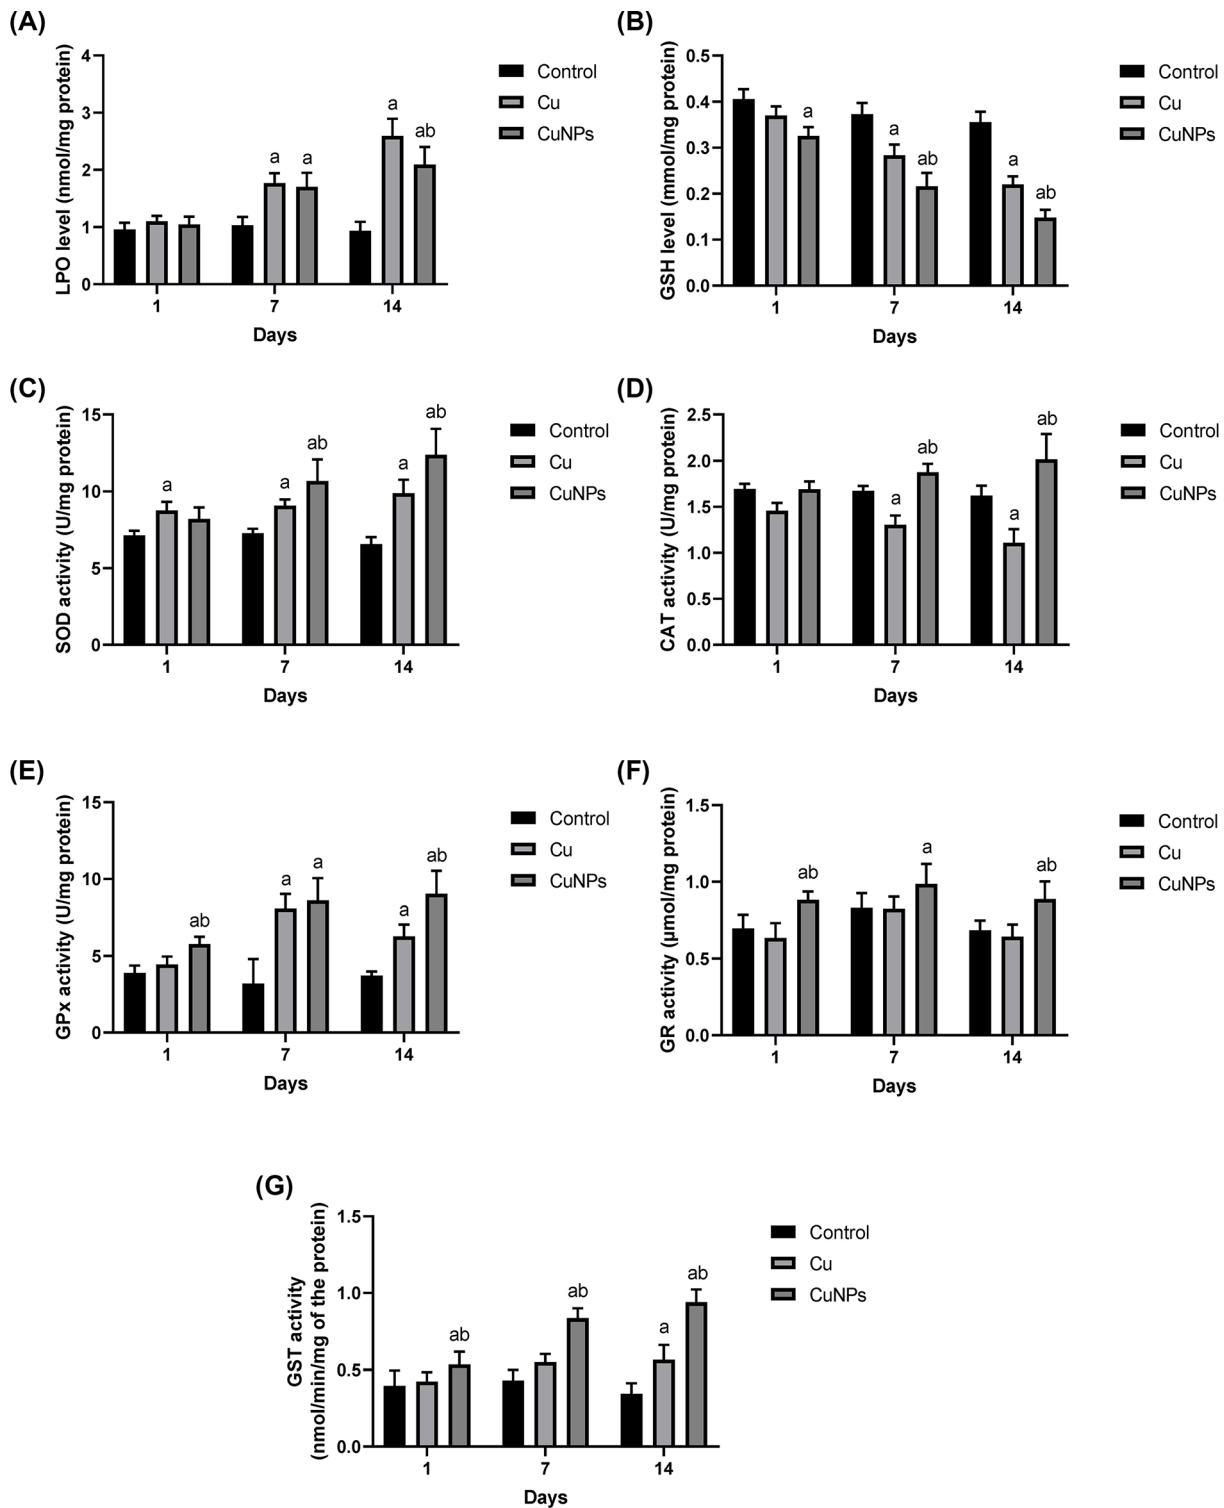 (A)
LPO level (nmol/mg protein)
4
3
2
1
0
a
a
a
ab
1
7
14
Days
Control
Cu
CuNPs
(B)
GSH level (mmol/mg protein)
0.5
0.4
0.3
0.2
0.1
0.0
a
a
ab
a
ab
1
7
14
Days
Control
Cu
CuNPs
(C)
SOD activity (U/mg protein)
15
10
5
0
a
a
ab
a
ab
1
7
14
Days
Control
Cu
CuNPs
(D)
CAT activity (U/mg protein)
2.5
2.0
1.5
1.0
0.5
0.0
a
ab
a
ab
1
7
14
Days
Control
Cu
CuNPs
(E)
GPx activity (U/mg protein)
15
10
5
0
ab
a
a
a
ab
1
7
14
Days
Control
Cu
CuNPs
(F)
GR activity (μmol/mg protein)
1.5
1.0
0.5
0.0
ab
a
ab
1
7
14
Days
Control
Cu
CuNPs
(G)
GST activity
(nmol/min/mg of the protein)
1.5
1.0
0.5
0.0
ab
ab
a
ab
1
7
14
Days
Control
Cu
CuNPs